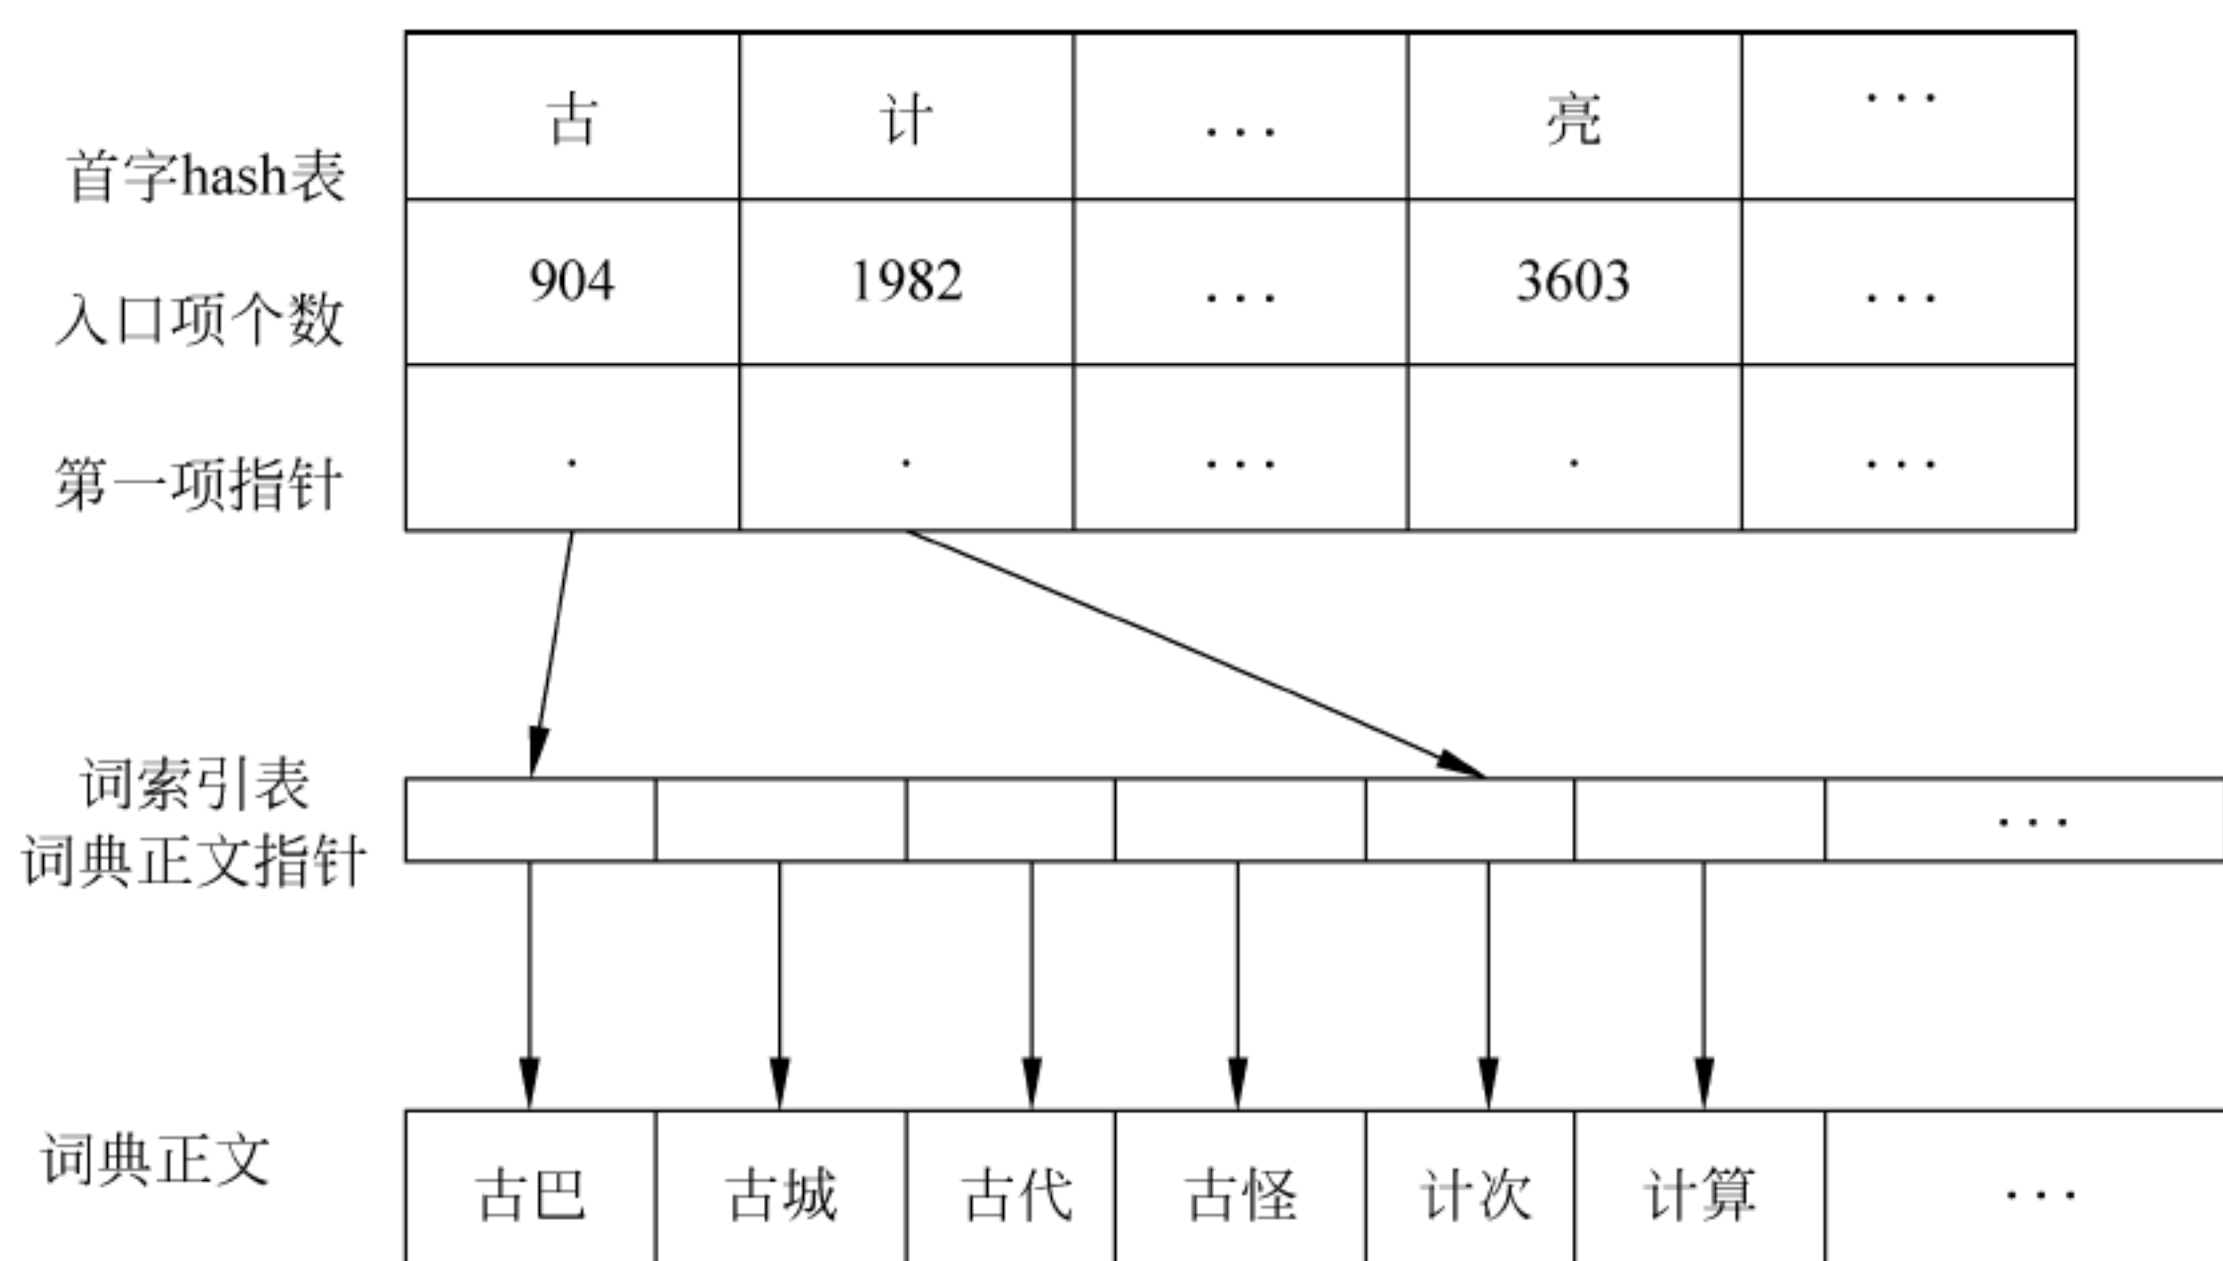 古 计 ... 亮 ...
首字hash表
904 1982 ... 3603 ...
入口项个数
· · ... · ...
第一项指针
词索引表
...
词典正文指针
词典正文
古巴 古城 古代 古怪 计次 计算 ...